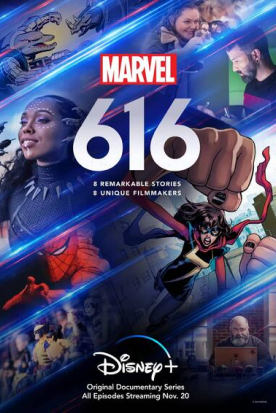 MARVEL
616
8 REMARKABLE STORIES
8 UNIQUE FILMMAKERS
Disney+
Original Documentary Series
All Episodes Streaming Nov. 20